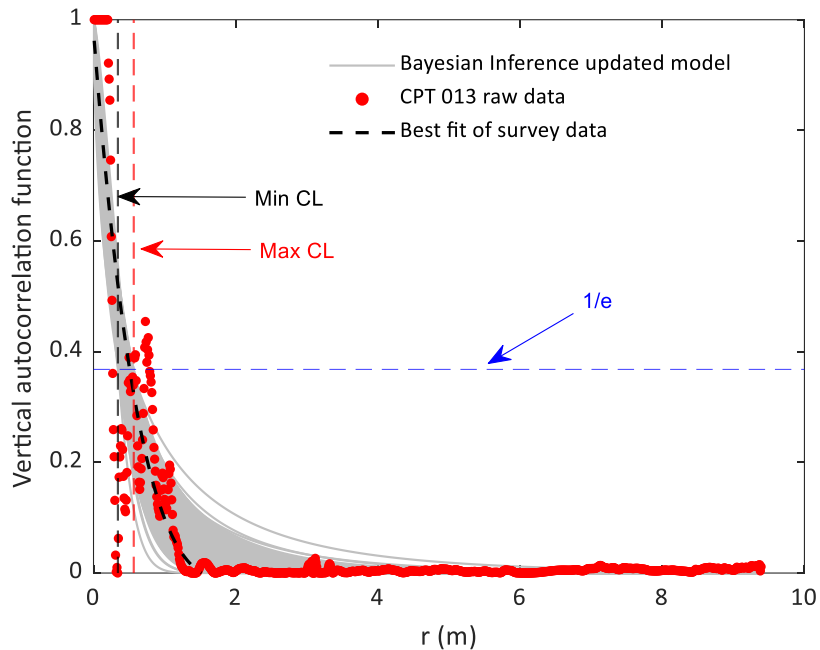 Vertical autocorrelation function
1
0.8
0.6
0.4
0.2
0
Bayesian Inference updated model
CPT 013 raw data
Best fit of survey data
Min CL
Max CL
1/e
0
2
4
6
8
10
r (m)